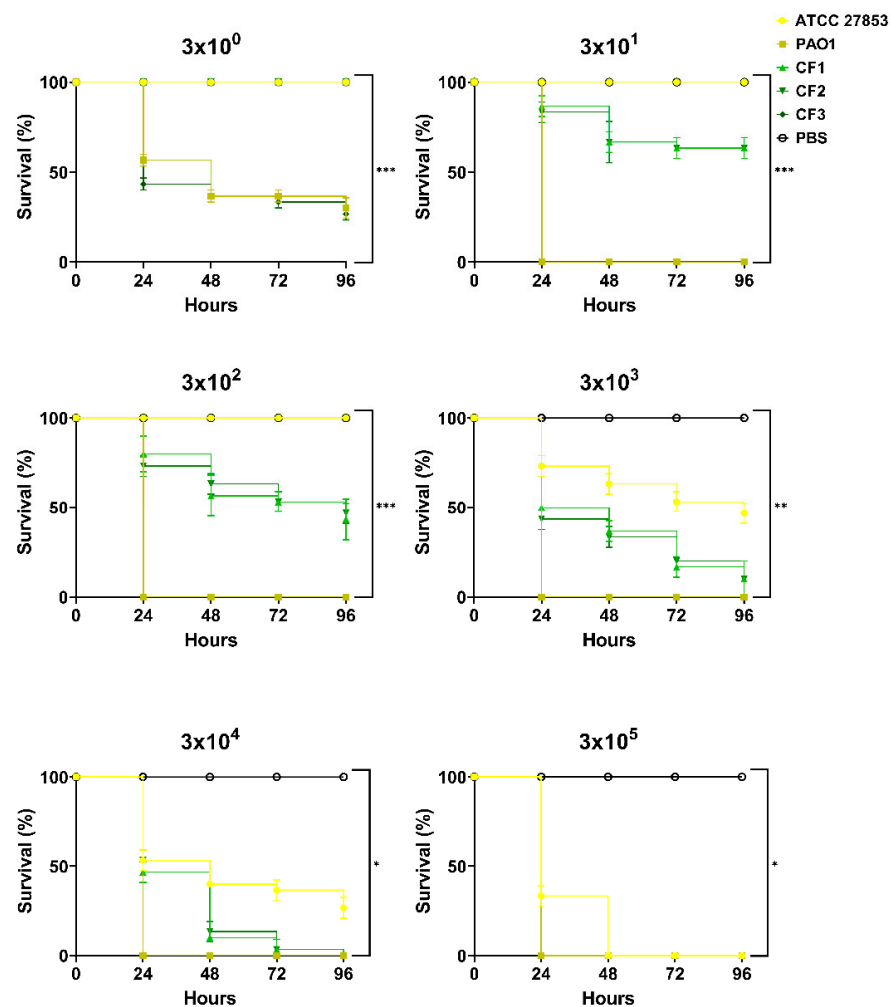 ATCC 27853
PAO1
CF1
CF2
CF3
PBS
3x10⁰
Survival (%)
100
50
0
0 24 48 72 96
Hours
***
3x10¹
Survival (%)
100
50
0
0 24 48 72 96
Hours
***
3x10²
Survival (%)
100
50
0
0 24 48 72 96
Hours
***
3x10³
Survival (%)
100
50
0
0 24 48 72 96
Hours
**
3x10⁴
Survival (%)
100
50
0
0 24 48 72 96
Hours
*
3x10⁵
Survival (%)
100
50
0
0 24 48 72 96
Hours
*